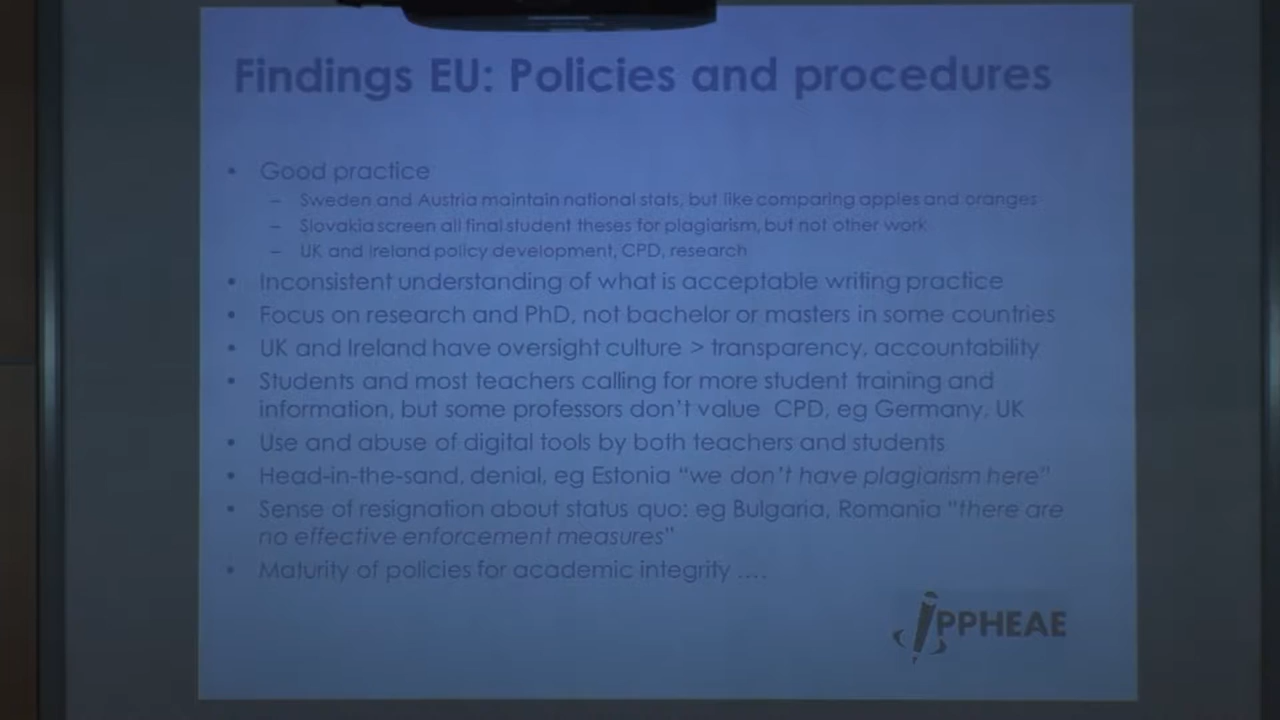 Findings EU: Policies and procedures
• Good practice
– Sweden and Austria maintain national stats, but like comparing apples and oranges
– Slovakia screen all final student theses for plagiarism, but not other work
– UK and Ireland policy development, CPD, research
• Inconsistent understanding of what is acceptable writing practice
• Focus on research and PhD, not bachelor or masters in some countries
• UK and Ireland have oversight culture > transparency, accountability
• Students and most teachers calling for more student training and
information, but some professors don't value CPD, eg Germany, UK
• Use and abuse of digital tools by both teachers and students
• Head-in-the-sand, denial, eg Estonia "we don't have plagiarism here"
• Sense of resignation about status quo: eg Bulgaria, Romania "there are
no effective enforcement measures"
• Maturity of policies for academic integrity ....
IPPHEAE